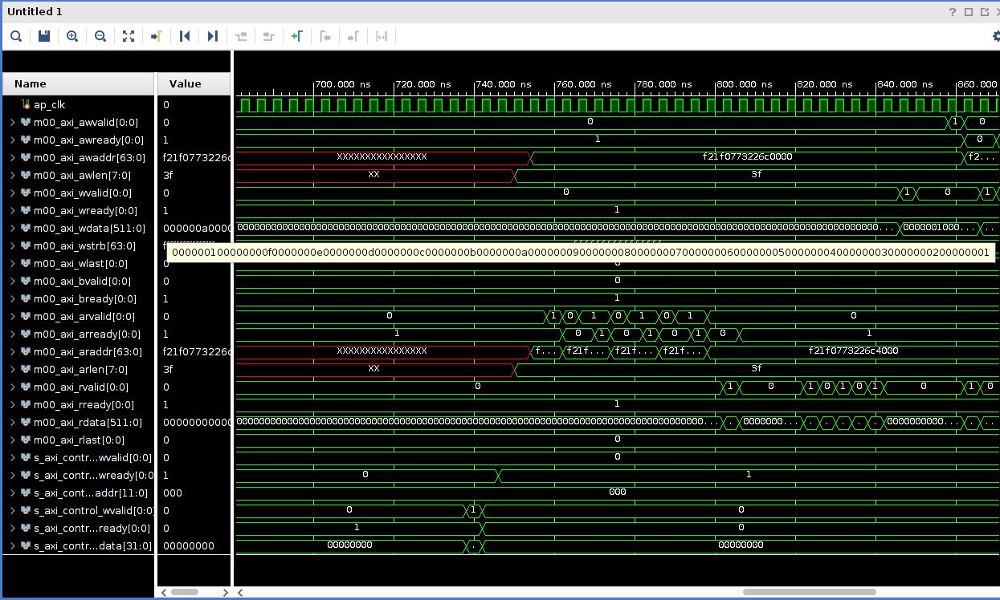 Untitled 1
Name Value
700.000 ns 720.000 ns 740.000 ns 760.000 ns 780.000 ns 800.000 ns 820.000 ns 840.000 ns 860.000
ap_clk 0
m00_axi_awvalid[0:0] 0 0 1 0
m00_axi_awready[0:0] 1 1 0
m00_axi_awaddr[63:0] f21f0773226c XXXXXXXXXXXXXXXX f21f0773226c0000 f2...
m00_axi_awlen[7:0] 3f XX 3f
m00_axi_wvalid[0:0] 0 0 1 0 1
m00_axi_wready[0:0] 1 1
m00_axi_wdata[511:0] 000000a0000 0000001000... ..
m00_axi_wstrb[63:0]
000000100000000f0000000e0000000d0000000c0000000b0000000a000000090000000800000007000000060000000500000004000000030000000200000001
m00_axi_wlast[0:0] 0 0
m00_axi_bvalid[0:0] 0 0
m00_axi_bready[0:0] 1 1
m00_axi_arvalid[0:0] 0 0 1 0 1 0 1 0 1 0
m00_axi_arready[0:0] 1 1 0 1 0 1 0 1 0 1
m00_axi_araddr[63:0] f21f0773226c XXXXXXXXXXXXXXXX f... f21f... f21f... f21f... f21f0773226c4000
m00_axi_arlen[7:0] 3f XX 3f
m00_axi_rvalid[0:0] 0 0 1 0 1 0 1 0 1 0 1 0
m00_axi_rready[0:0] 1 1
m00_axi_rdata[511:0] 00000000000 . 0000000... . . . . . 0000000000... . ..
m00_axi_rlast[0:0] 0 0
s_axi_contr...wvalid[0:0] 0 0
s_axi_contr...wready[0:0 1 0 1
s_axi_cont...addr[11:0] 000 000
s_axi_control_wvalid[0:0] 0 0 1 0
s_axi_contr...ready[0:0] 0 1 0
s_axi_contr...data[31:0] 00000000 00000000 . 00000000